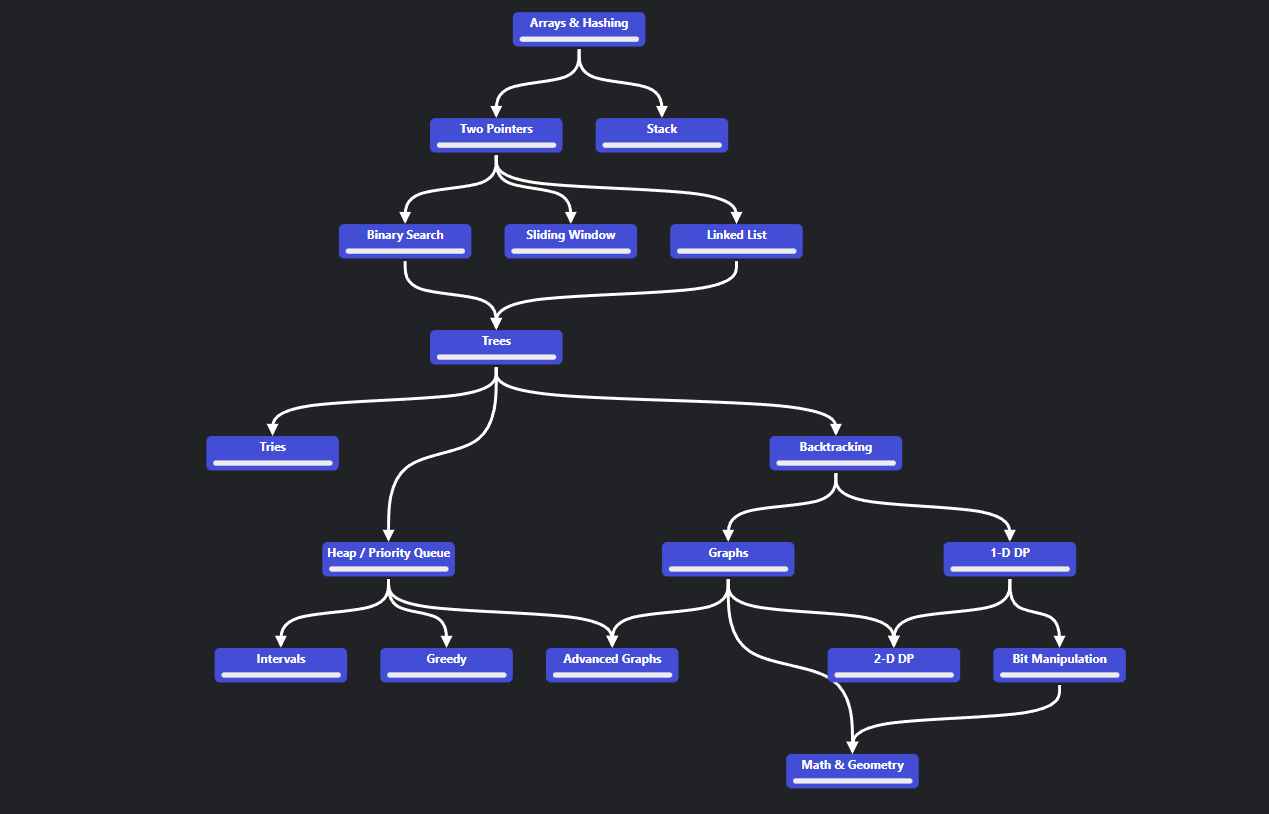 Arrays & Hashing
Two Pointers
Stack
Binary Search
Sliding Window
Linked List
Trees
Tries
Backtracking
Heap / Priority Queue
Graphs
1-D DP
Intervals
Greedy
Advanced Graphs
2-D DP
Bit Manipulation
Math & Geometry